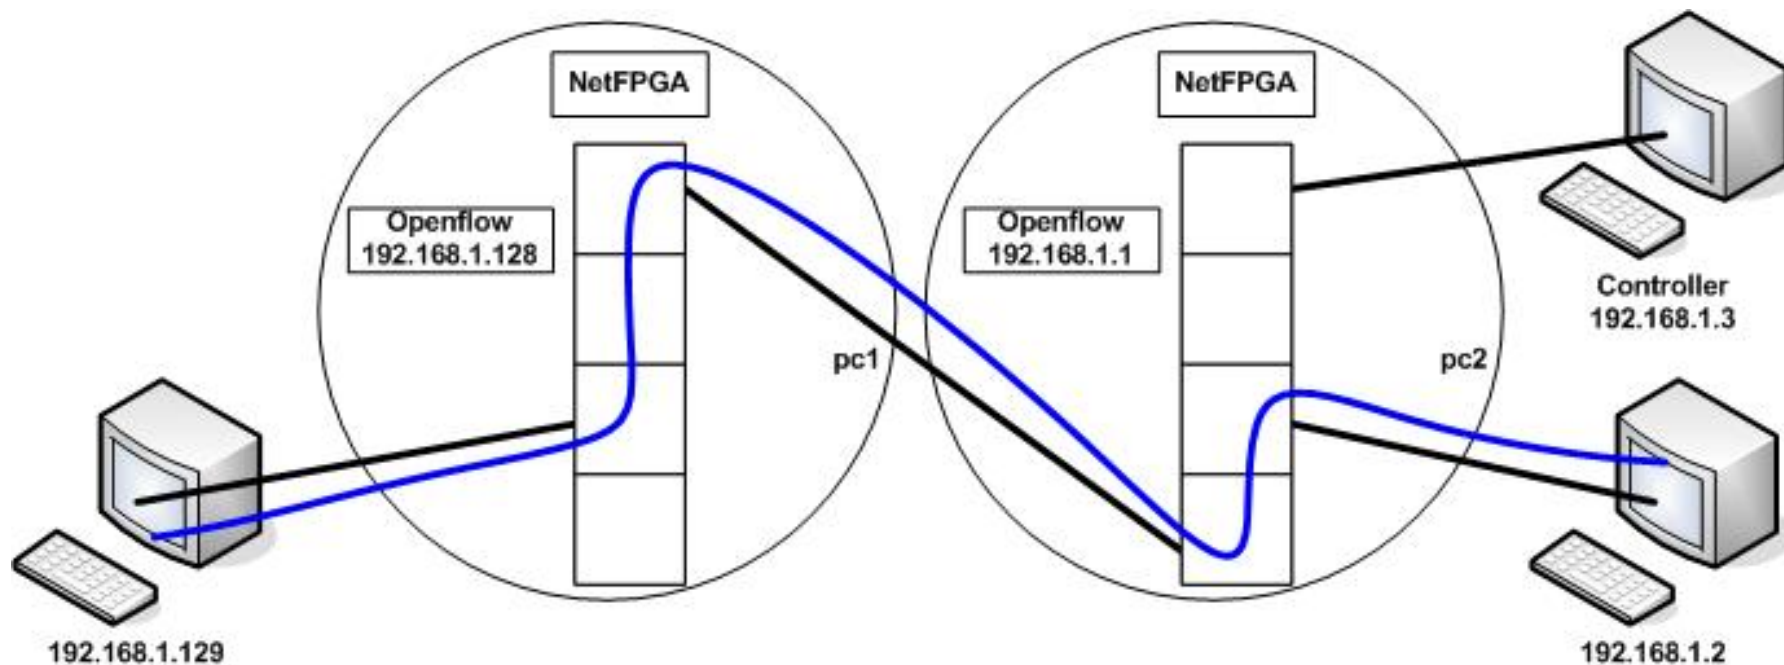 NetFPGA
NetFPGA
Openflow
192.168.1.128
Openflow
192.168.1.1
Controller
192.168.1.3
pc1
pc2
192.168.1.129
192.168.1.2